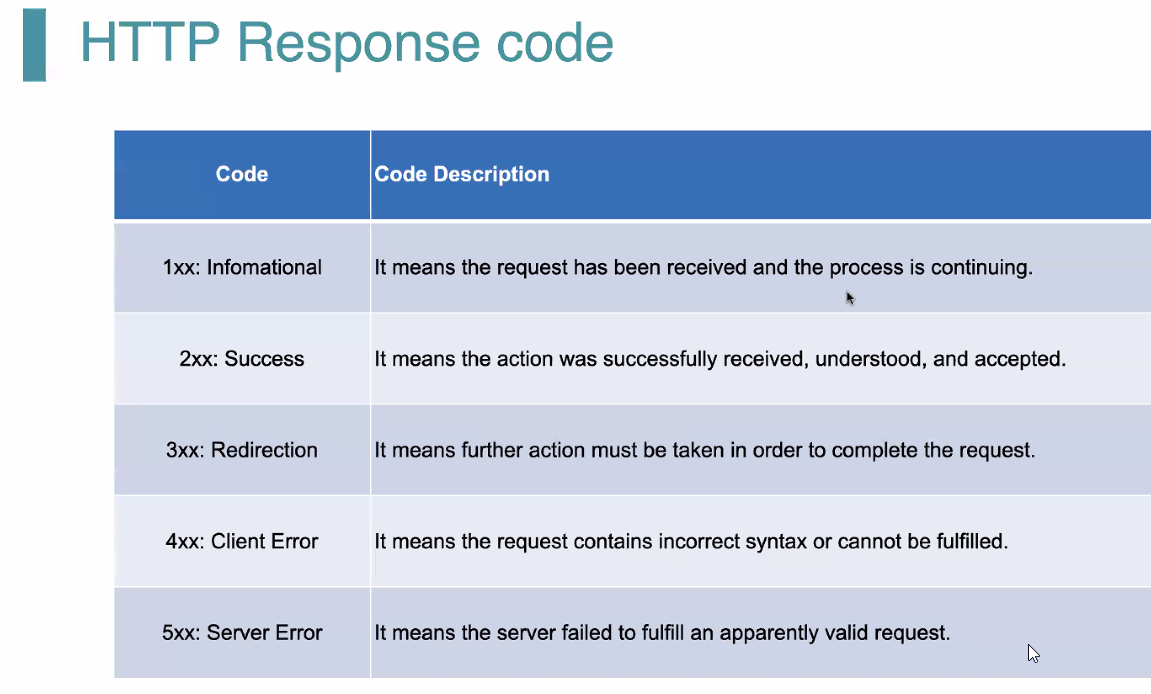 HTTP Response code
Code
Code Description
1xx: Infomational
It means the request has been received and the process is continuing.
2xx: Success
It means the action was successfully received, understood, and accepted.
3xx: Redirection
It means further action must be taken in order to complete the request.
4xx: Client Error
It means the request contains incorrect syntax or cannot be fulfilled.
5xx: Server Error
It means the server failed to fulfill an apparently valid request.